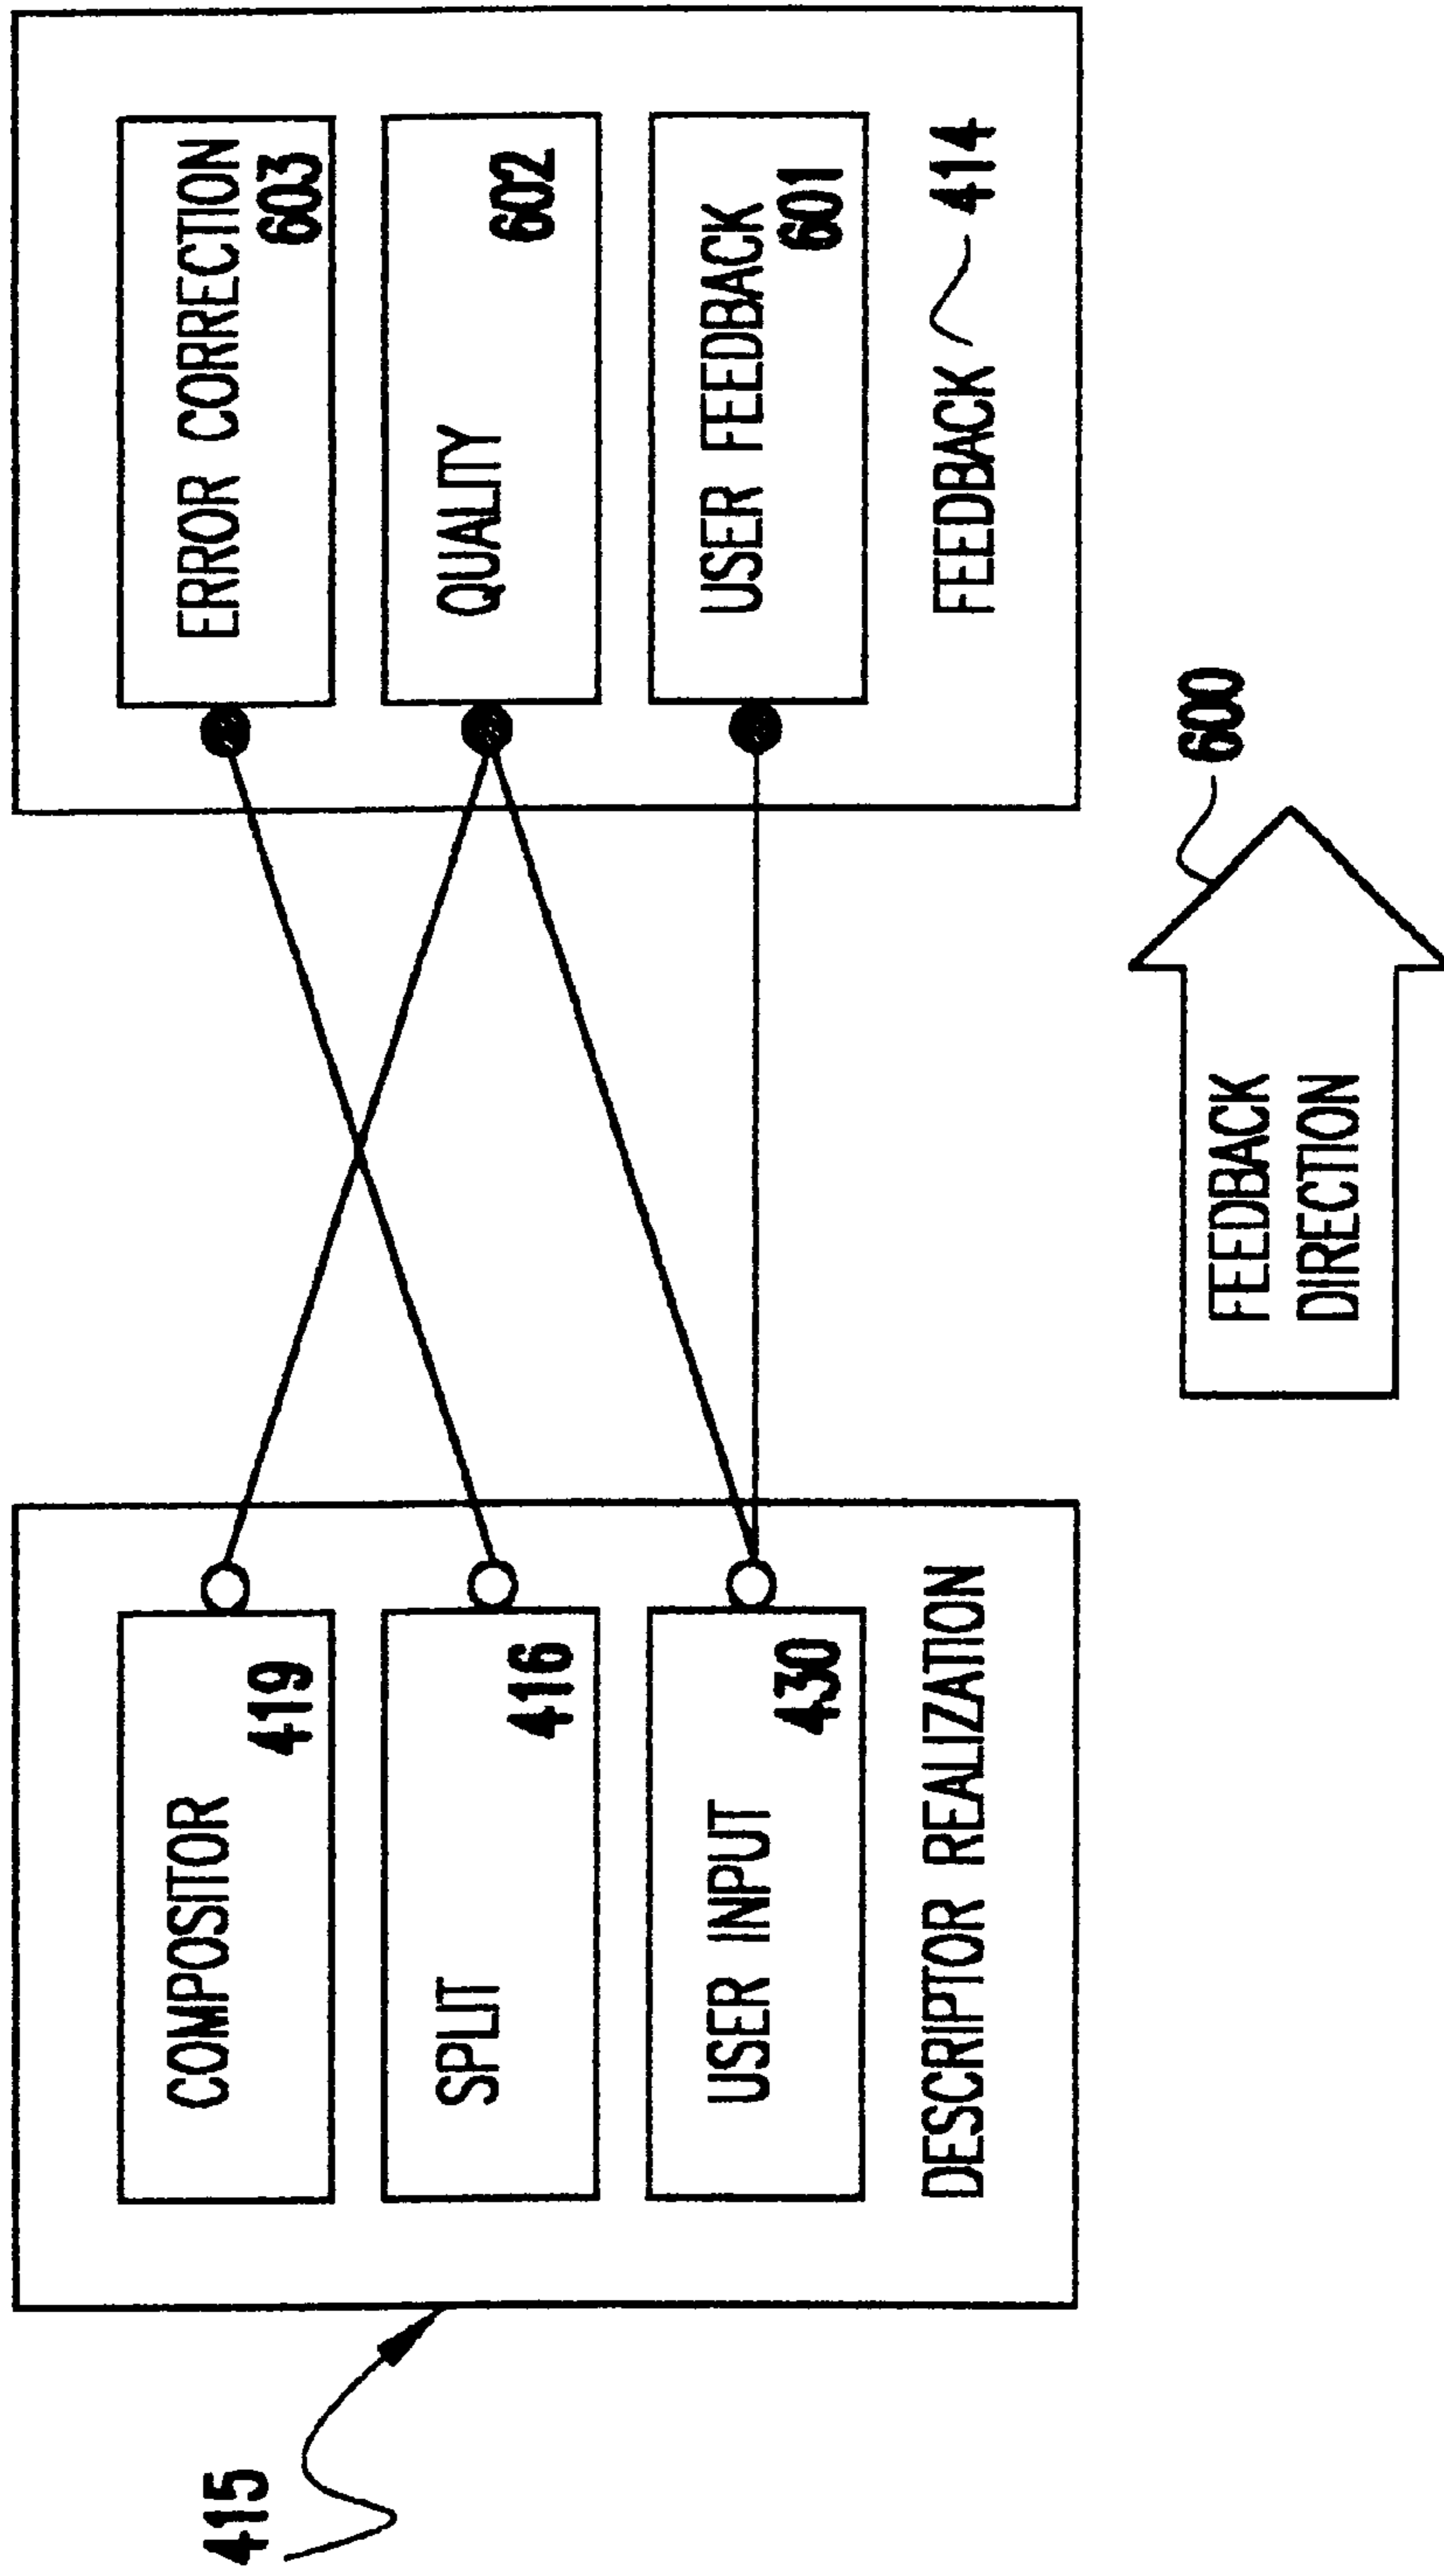 415
COMPOSITOR
419
SPLIT
416
USER INPUT
430
DESCRIPTOR REALIZATION
ERROR CORRECTION
603
QUALITY
602
USER FEEDBACK
601
FEEDBACK
414
FEEDBACK
DIRECTION
600